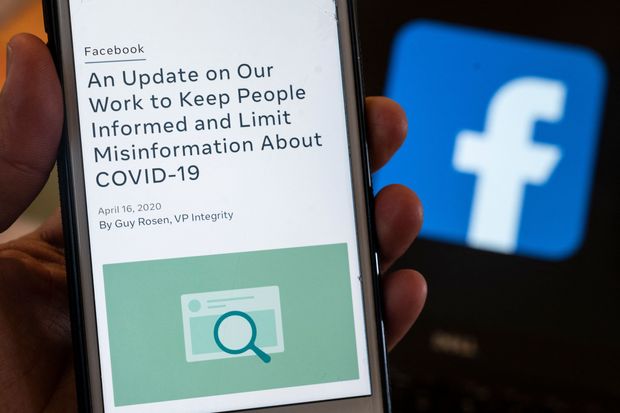 Facebook
An Update on Our
Work to Keep People
Informed and Limit
Misinformation About
COVID-19
April 16, 2020
By Guy Rosen, VP Integrity
f
DELL